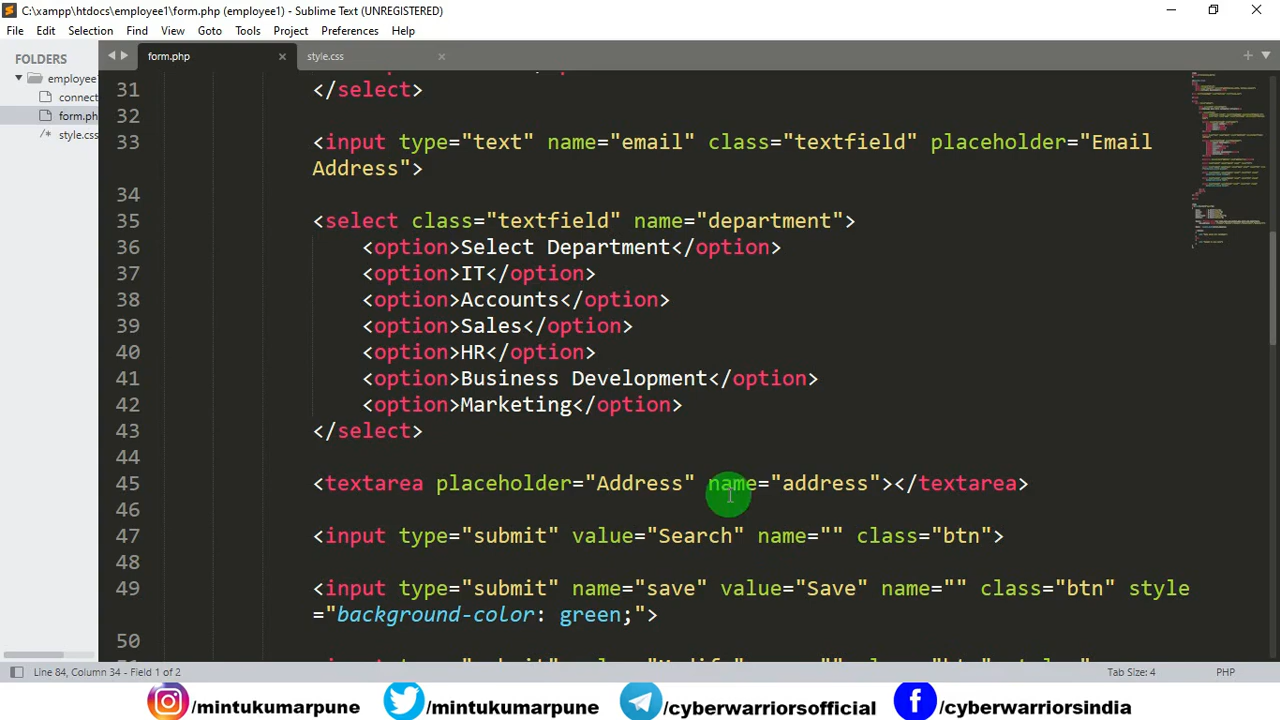 C:\xampp\htdocs\employee1\form.php (employee1) - Sublime Text (UNREGISTERED)
File Edit Selection Find View Goto Tools Project Preferences Help
FOLDERS
employee
connect
form.ph
style.css
form.php
style.css
31 </select>
32
33 <input type="text" name="email" class="textfield" placeholder="Email
Address">
34
35 <select class="textfield" name="department">
36 <option>Select Department</option>
37 <option>IT</option>
38 <option>Accounts</option>
39 <option>Sales</option>
40 <option>HR</option>
41 <option>Business Development</option>
42 <option>Marketing</option>
43 </select>
44
45 <textarea placeholder="Address" name="address"></textarea>
46
47 <input type="submit" value="Search" name="" class="btn">
48
49 <input type="submit" name="save" value="Save" name="" class="btn" style
="background-color: green;">
50
Line 84, Column 34 - Field 1 of 2
Tab Size: 4
PHP
/mintukumarpune
/mintukumarpune
/cyberwarriorsofficial
/cyberwarriorsindia